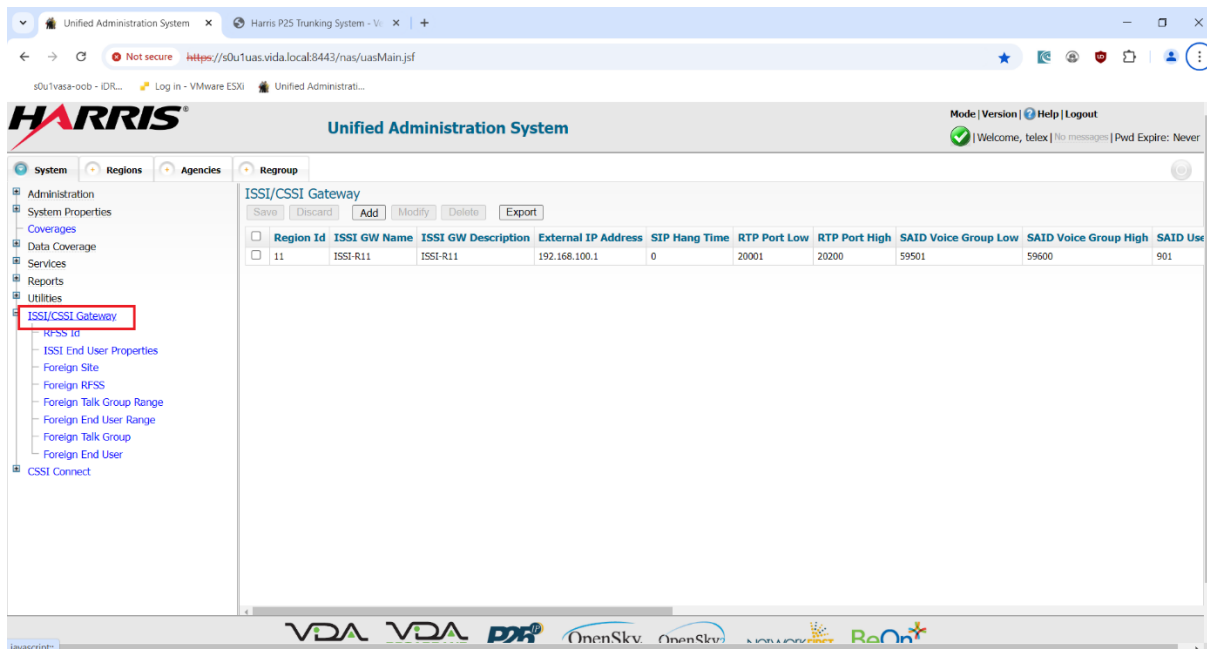 Unified Administration System
Harris P25 Trunking System - Ve
Not secure https://s0u1uas.vida.local:8443/nas/uasMain.jsf
s0u1vasa-oob - iDR... Log in - VMware ESXi Unified Administrati...
HARRIS®
Unified Administration System
Mode | Version | Help | Logout
Welcome, telex | No messages | Pwd Expire: Never
System Regions Agencies Regroup
Administration
System Properties
Coverages
Data Coverage
Services
Reports
Utilities
ISSI/CSSI Gateway
RFSS Id
ISSI End User Properties
Foreign Site
Foreign RFSS
Foreign Talk Group Range
Foreign End User Range
Foreign Talk Group
Foreign End User
CSSI Connect
ISSI/CSSI Gateway
Save Discard Add Modify Delete Export
Region Id ISSI GW Name ISSI GW Description External IP Address SIP Hang Time RTP Port Low RTP Port High SAID Voice Group Low SAID Voice Group High SAID Use
11 ISSI-R11 ISSI-R11 192.168.100.1 0 20001 20200 59501 59600 901
VIDA VIDA P25IP OpenSky OpenSky2 BeOn
javascript:;